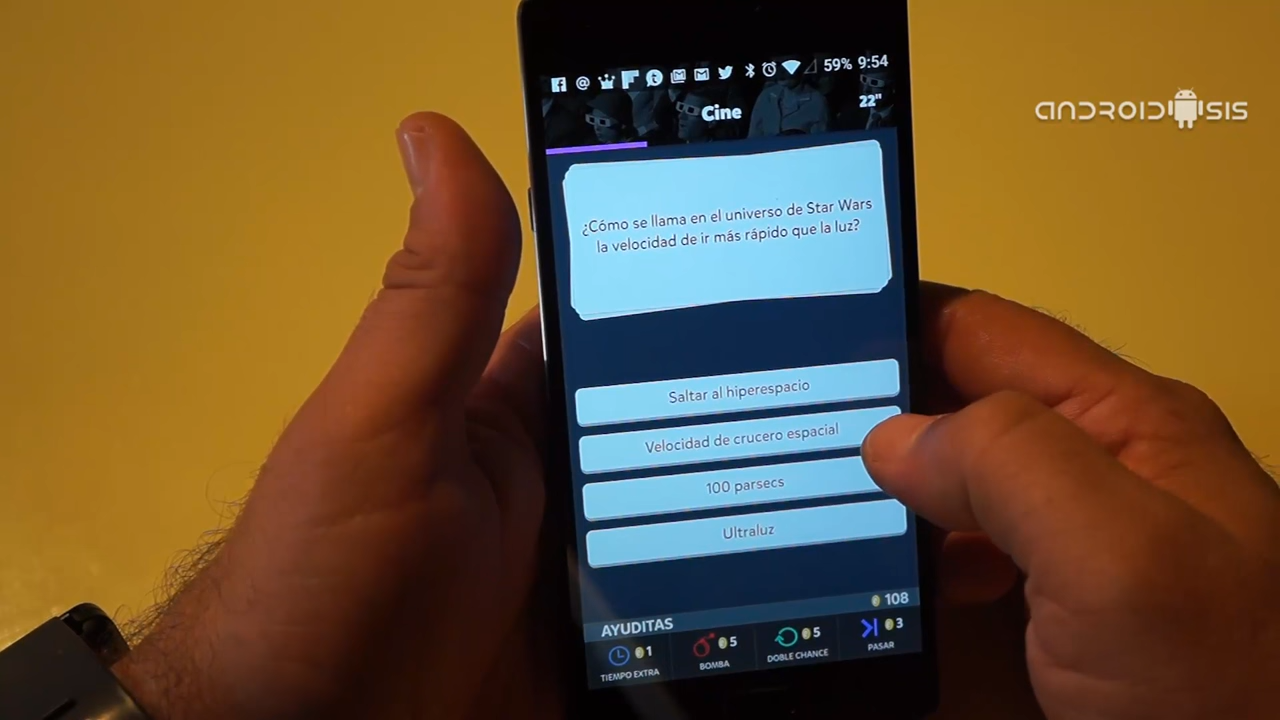 59% 9:54
Cine
22"
ANDROIDSIS
¿Cómo se llama en el universo de Star Wars
la velocidad de ir más rápido que la luz?
Saltar al hiperespacio
Velocidad de crucero espacial
100 parsecs
Ultraluz
108
AYUDITAS
1
TIEMPO EXTRA
5
BOMBA
5
DOBLE CHANCE
3
PASAR